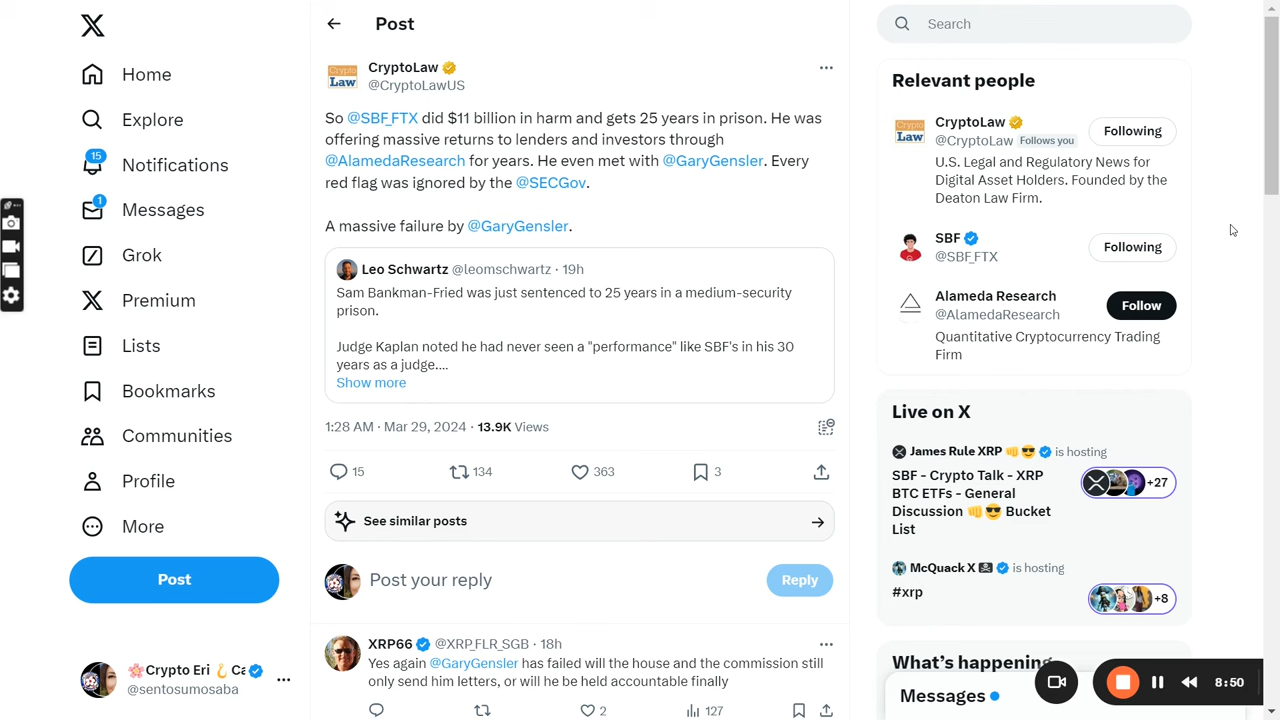 Home
Explore
15
Notifications
1
Messages
Grok
Premium
Lists
Bookmarks
Communities
Profile
More
Post
🌸Crypto Eri 🪝 Ca
@sentosumosaba
Post
Crypto
Law
CryptoLaw
@CryptoLawUS
So @SBF_FTX did $11 billion in harm and gets 25 years in prison. He was
offering massive returns to lenders and investors through
@AlamedaResearch for years. He even met with @GaryGensler. Every
red flag was ignored by the @SECGov.
A massive failure by @GaryGensler.
Leo Schwartz @leomschwartz · 19h
Sam Bankman-Fried was just sentenced to 25 years in a medium-security
prison.
Judge Kaplan noted he had never seen a "performance" like SBF's in his 30
years as a judge....
Show more
1:28 AM · Mar 29, 2024 · 13.9K Views
15
134
363
3
See similar posts
Post your reply
Reply
XRP66 @XRP_FLR_SGB · 18h
Yes again @GaryGensler has failed will the house and the commission still
only send him letters, or will he be held accountable finally
2
127
Search
Relevant people
Crypto
Law
CryptoLaw
@CryptoLaw Follows you
Following
U.S. Legal and Regulatory News for
Digital Asset Holders. Founded by the
Deaton Law Firm.
SBF
@SBF_FTX
Following
Alameda Research
@AlamedaResearch
Follow
Quantitative Cryptocurrency Trading
Firm
Live on X
James Rule XRP 👊😎 is hosting
SBF - Crypto Talk - XRP
BTC ETFs - General
Discussion 👊😎 Bucket
List
+27
McQuack X 🏴‍☠️ is hosting
#xrp
+8
What's happening
Messages
8:50